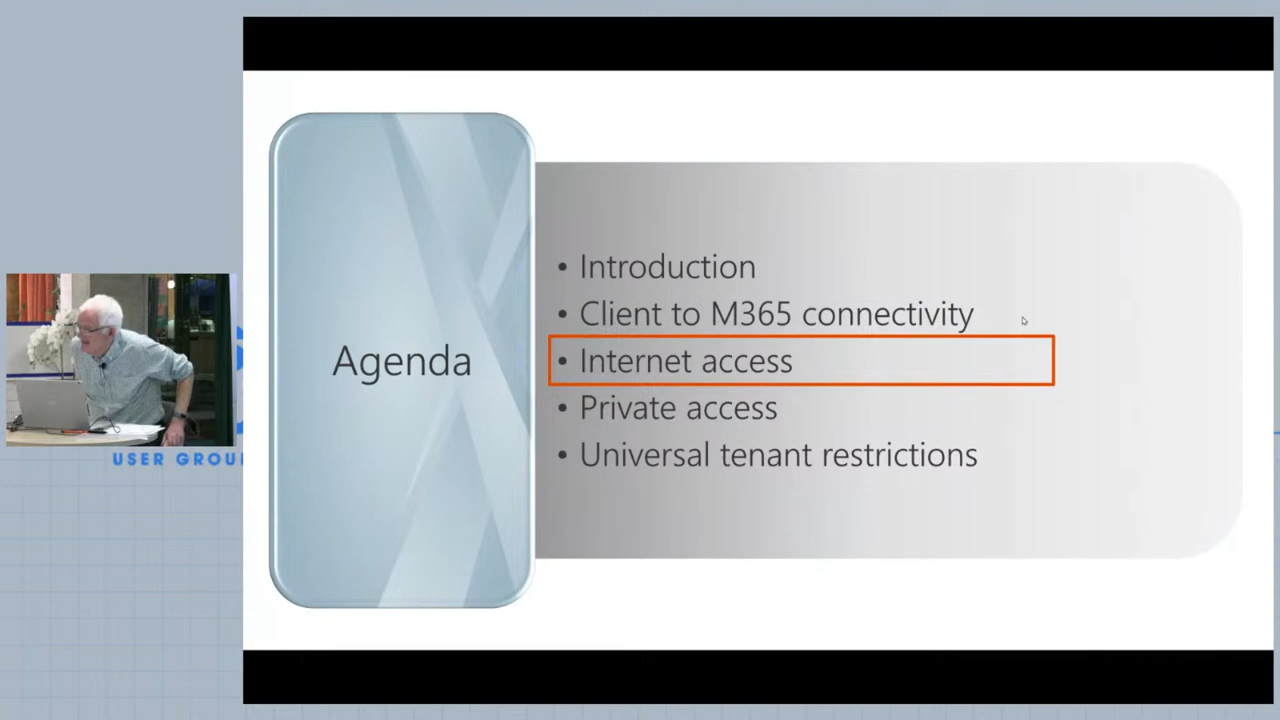 Agenda
• Introduction
• Client to M365 connectivity
• Internet access
• Private access
• Universal tenant restrictions
USER GROU